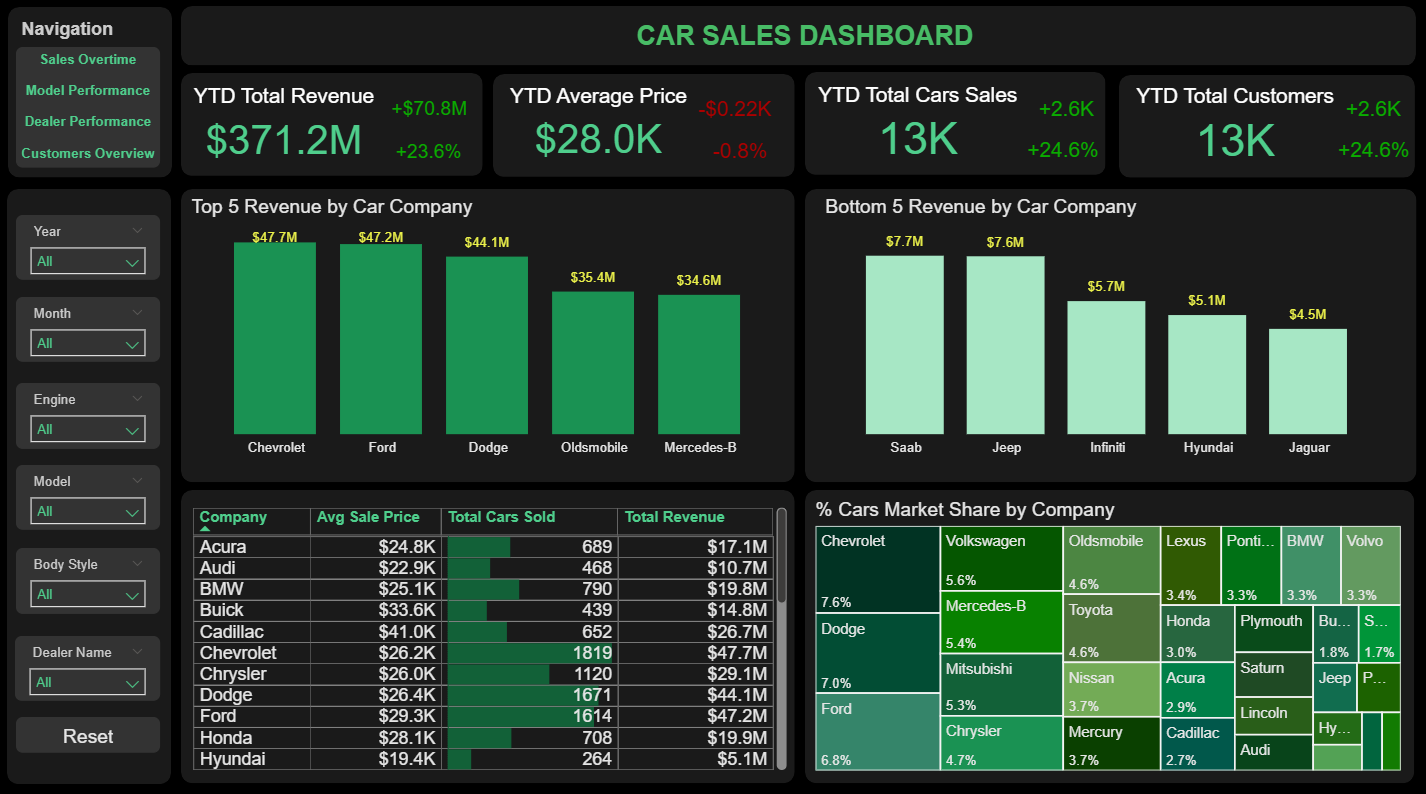 Navigation
Sales Overtime
Model Performance
Dealer Performance
Customers Overview
CAR SALES DASHBOARD
YTD Total Revenue
+$70.8M
$371.2M
+23.6%
YTD Average Price
-$0.22K
$28.0K
-0.8%
YTD Total Cars Sales
+2.6K
13K
+24.6%
YTD Total Customers
+2.6K
13K
+24.6%
Year
All
Month
All
Engine
All
Model
All
Body Style
All
Dealer Name
All
Reset
Top 5 Revenue by Car Company
$47.7M $47.2M $44.1M $35.4M $34.6M
Chevrolet Ford Dodge Oldsmobile Mercedes-B
Bottom 5 Revenue by Car Company
$7.7M $7.6M $5.7M $5.1M $4.5M
Saab Jeep Infiniti Hyundai Jaguar
Company Avg Sale Price Total Cars Sold Total Revenue
Acura $24.8K 689 $17.1M
Audi $22.9K 468 $10.7M
BMW $25.1K 790 $19.8M
Buick $33.6K 439 $14.8M
Cadillac $41.0K 652 $26.7M
Chevrolet $26.2K 1819 $47.7M
Chrysler $26.0K 1120 $29.1M
Dodge $26.4K 1671 $44.1M
Ford $29.3K 1614 $47.2M
Honda $28.1K 708 $19.9M
Hyundai $19.4K 264 $5.1M
% Cars Market Share by Company
Chevrolet
7.6%
Dodge
7.0%
Ford
6.8%
Volkswagen
5.6%
Mercedes-B
5.4%
Mitsubishi
5.3%
Chrysler
4.7%
Oldsmobile
4.6%
Toyota
4.6%
Nissan
3.7%
Mercury
3.7%
Lexus
3.4%
Ponti...
3.3%
BMW
3.3%
Volvo
3.3%
Honda
3.0%
Acura
2.9%
Cadillac
2.7%
Plymouth
Saturn
Lincoln
Audi
Bu...
1.8%
S...
1.7%
Jeep
P...
Hy...